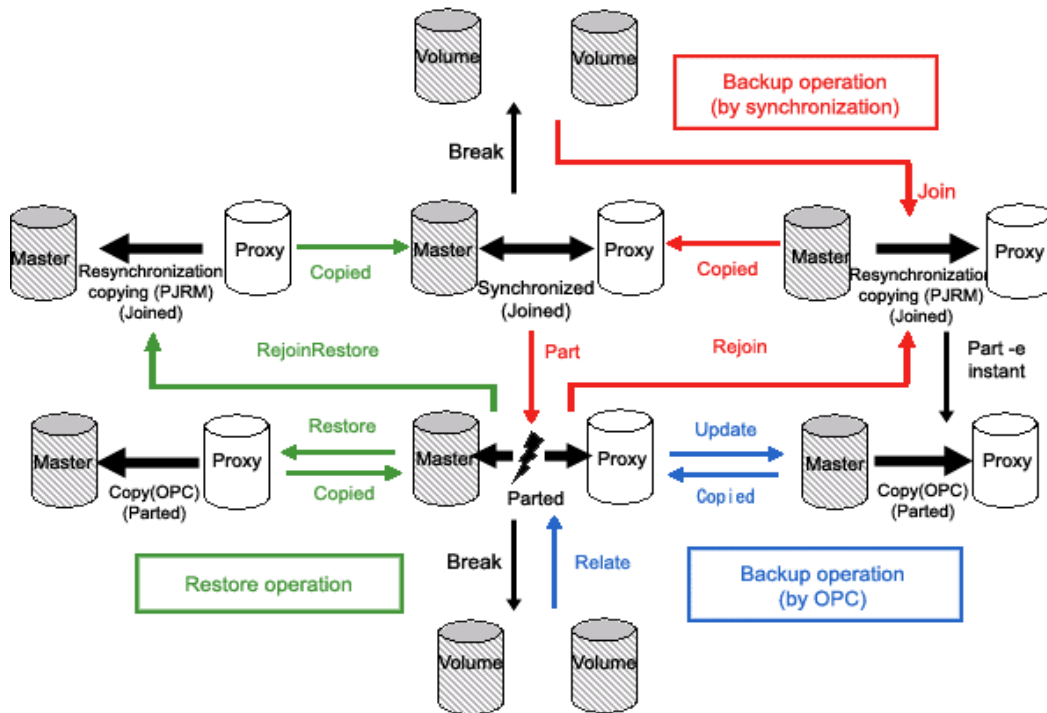 Volume
Volume
Backup operation
(by synchronization)
Break
Join
Master
Proxy
Master
Proxy
Master
Proxy
Copied
Copied
Resynchronization
copying (PJRM)
(Joined)
Synchronized
(Joined)
Resynchronization
copying (PJRM)
(Joined)
RejoinRestore
Part
Rejoin
Part -e
instant
Restore
Update
Master
Proxy
Master
Proxy
Master
Proxy
Copied
Copied
Copy(OPC)
(Parted)
Parted
Copy(OPC)
(Parted)
Break
Relate
Restore operation
Backup operation
(by OPC)
Volume
Volume